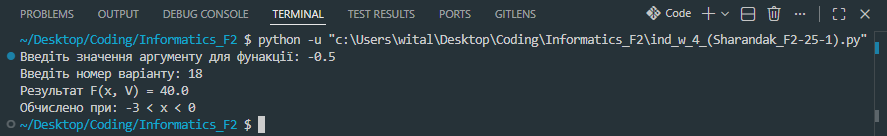 PROBLEMS OUTPUT DEBUG CONSOLE TERMINAL TEST RESULTS PORTS GITLENS Code
~/Desktop/Coding/Informatics_F2 $ python -u "c:\Users\wital\Desktop\Coding\Informatics_F2\ind_w_4_(Sharandak_F2-25-1).py"
Введіть значення аргументу для фунакції: -0.5
Введіть номер варіанту: 18
Результат F(x, V) = 40.0
Обчислено при: -3 < x < 0
~/Desktop/Coding/Informatics_F2 $